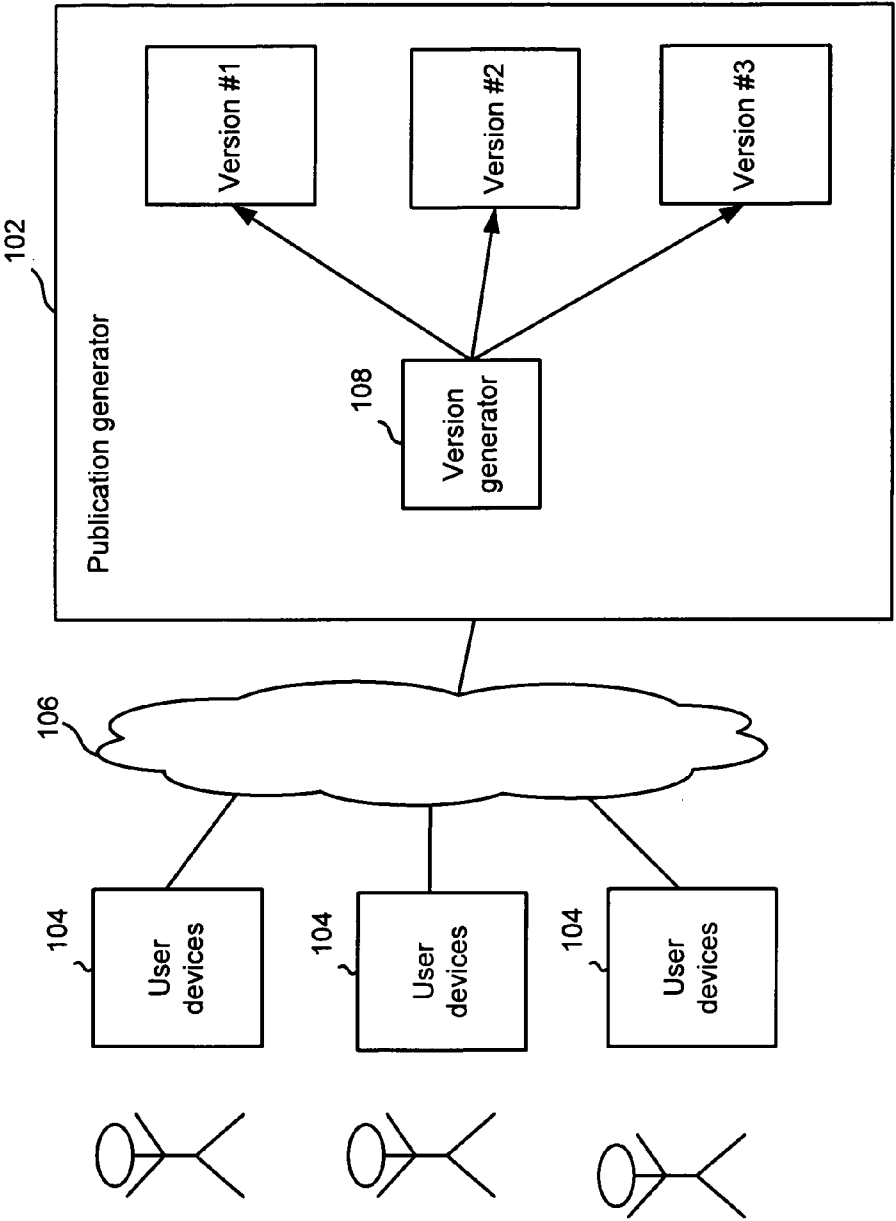 104
User
devices
104
User
devices
104
User
devices
106
102
Publication generator
108
Version
generator
Version #1
Version #2
Version #3